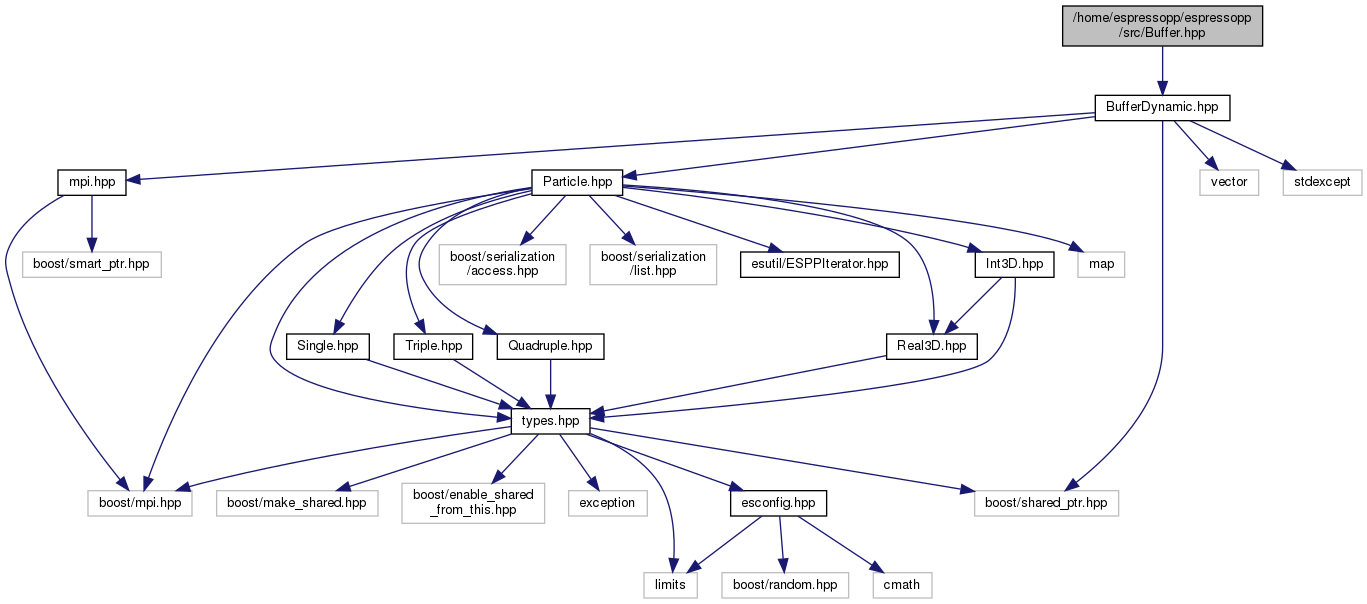 /home/espressopp/espressopp
/src/Buffer.hpp
BufferDynamic.hpp
mpi.hpp
Particle.hpp
vector
stdexcept
boost/smart_ptr.hpp
boost/serialization
/access.hpp
boost/serialization
/list.hpp
esutil/ESPPIterator.hpp
Int3D.hpp
map
Single.hpp
Triple.hpp
Quadruple.hpp
Real3D.hpp
types.hpp
boost/mpi.hpp
boost/make_shared.hpp
boost/enable_shared
_from_this.hpp
exception
esconfig.hpp
boost/shared_ptr.hpp
limits
boost/random.hpp
cmath